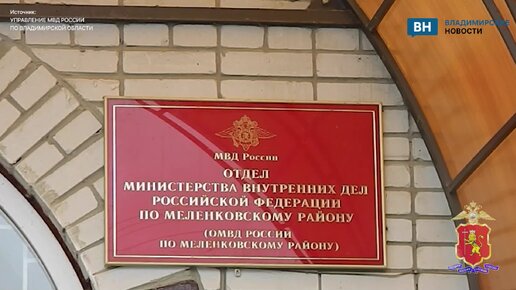 Источник:
УПРАВЛЕНИЕ МВД РОССИИ
ПО ВЛАДИМИРСКОЙ ОБЛАСТИ
ВН
ВЛАДИМИРСКИЕ
НОВОСТИ
МВД России
ОТДЕЛ
МИНИСТЕРСТВА ВНУТРЕННИХ ДЕЛ
РОССИЙСКОЙ ФЕДЕРАЦИИ
ПО МЕЛЕНКОВСКОМУ РАЙОНУ
(ОМВД РОССИИ
ПО МЕЛЕНКОВСКОМУ РАЙОНУ)